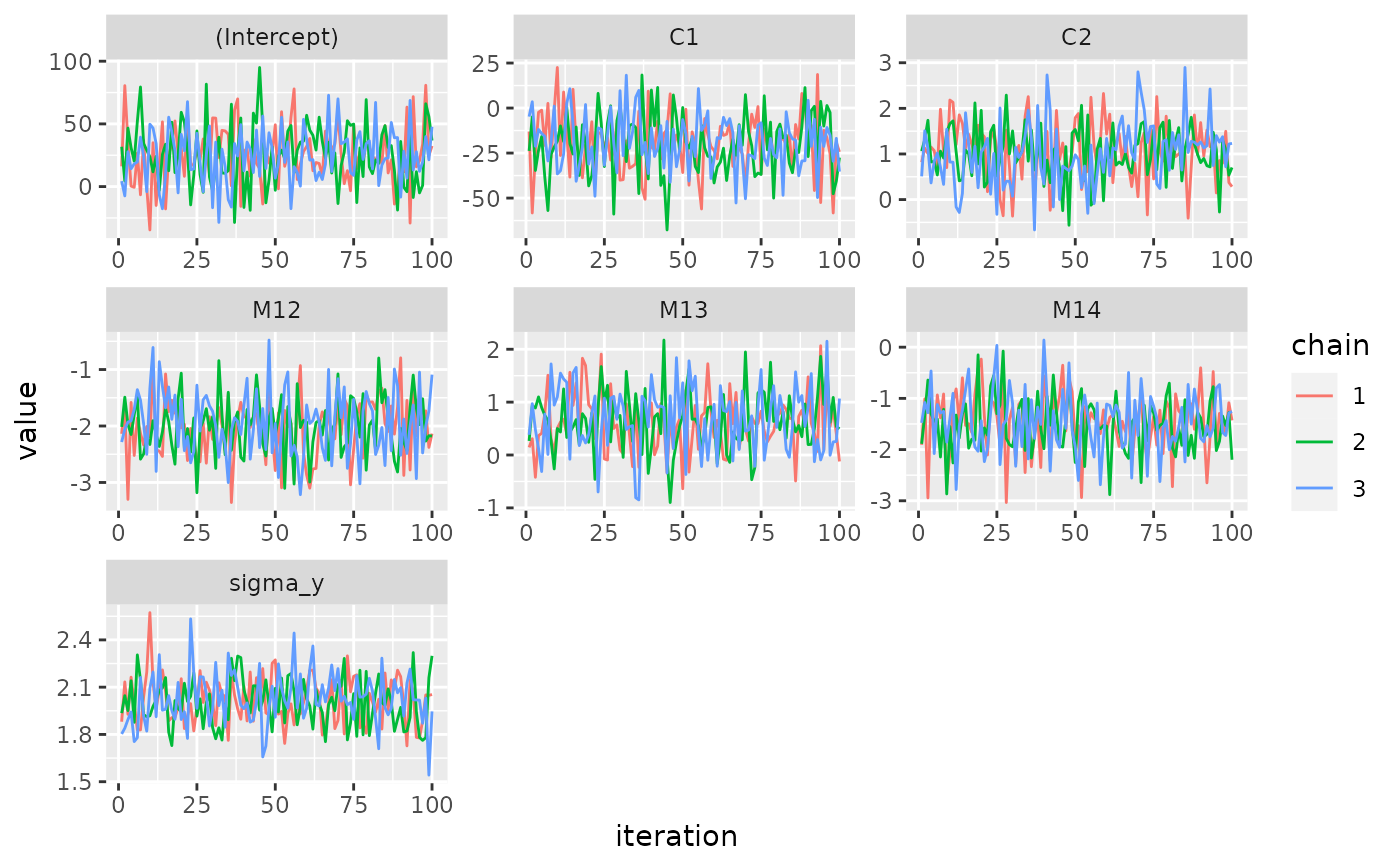 (Intercept) C1 C2
100 50 0
25 0 -25 -50
3 2 1 0
0 25 50 75 100 0 25 50 75 100 0 25 50 75 100
M12 M13 M14
-1 -2 -3
2 1 0 -1
0 -1 -2 -3
0 25 50 75 100 0 25 50 75 100 0 25 50 75 100
sigma_y
2.4 2.1 1.8 1.5
0 25 50 75 100
iteration
value
chain
1
2
3